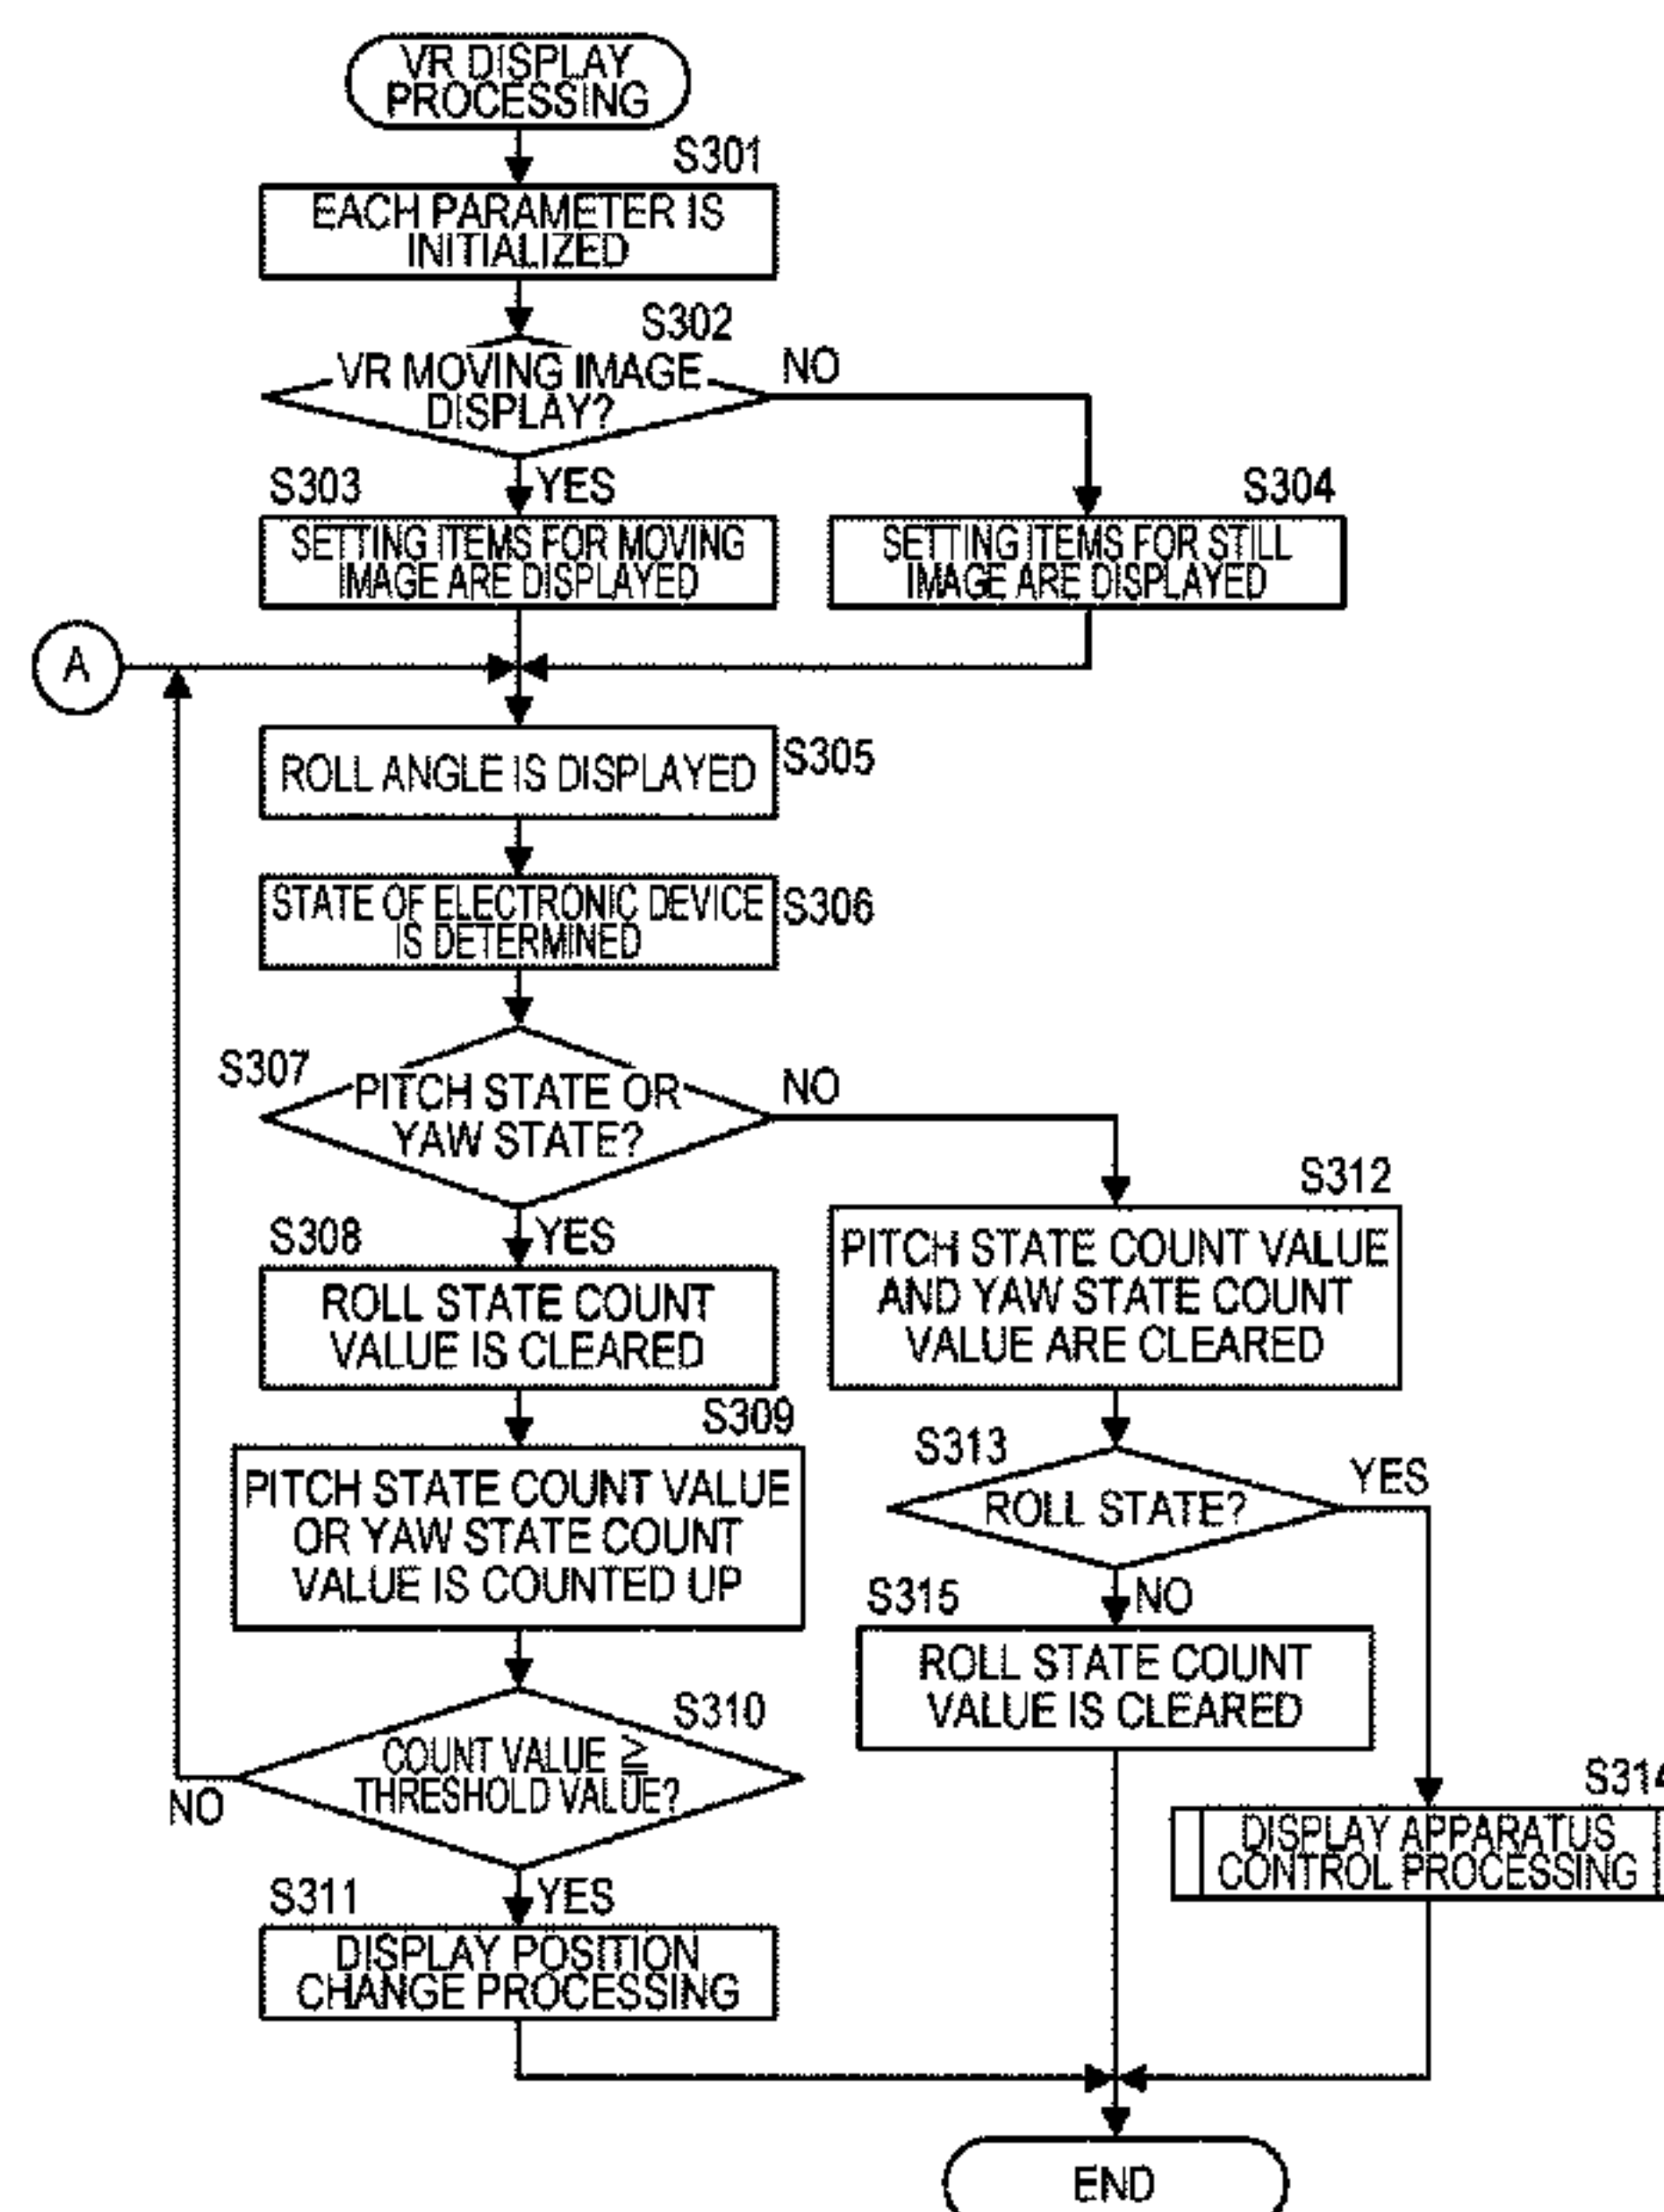 VR DISPLAY
PROCESSING
S301
EACH PARAMETER IS
INITIALIZED
S302
VR MOVING IMAGE
DISPLAY?
NO
S303
YES
S304
SETTING ITEMS FOR MOVING
IMAGE ARE DISPLAYED
SETTING ITEMS FOR STILL
IMAGE ARE DISPLAYED
A
ROLL ANGLE IS DISPLAYED
S305
STATE OF ELECTRONIC DEVICE
IS DETERMINED
S306
S307
PITCH STATE OR
YAW STATE?
NO
S308
YES
ROLL STATE COUNT
VALUE IS CLEARED
S312
PITCH STATE COUNT VALUE
AND YAW STATE COUNT
VALUE ARE CLEARED
S309
PITCH STATE COUNT VALUE
OR YAW STATE COUNT
VALUE IS COUNTED UP
S313
ROLL STATE?
YES
S315
NO
ROLL STATE COUNT
VALUE IS CLEARED
S310
COUNT VALUE ≧
THRESHOLD VALUE?
NO
S314
DISPLAY APPARATUS
CONTROL PROCESSING
S311
YES
DISPLAY POSITION
CHANGE PROCESSING
END